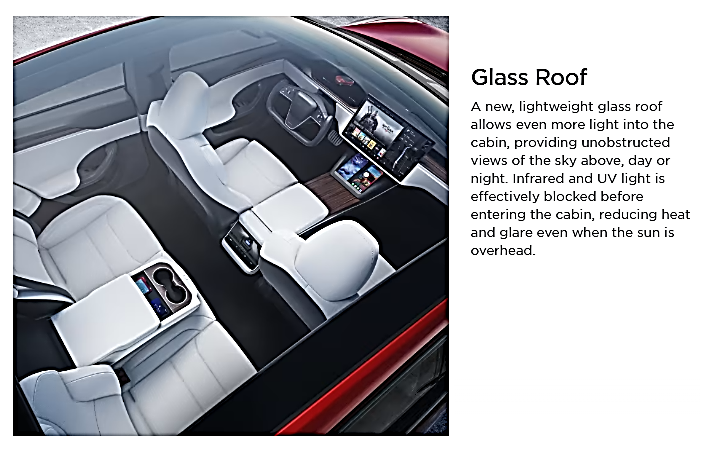 Glass Roof
A new, lightweight glass roof
allows even more light into the
cabin, providing unobstructed
views of the sky above, day or
night. Infrared and UV light is
effectively blocked before
entering the cabin, reducing heat
and glare even when the sun is
overhead.